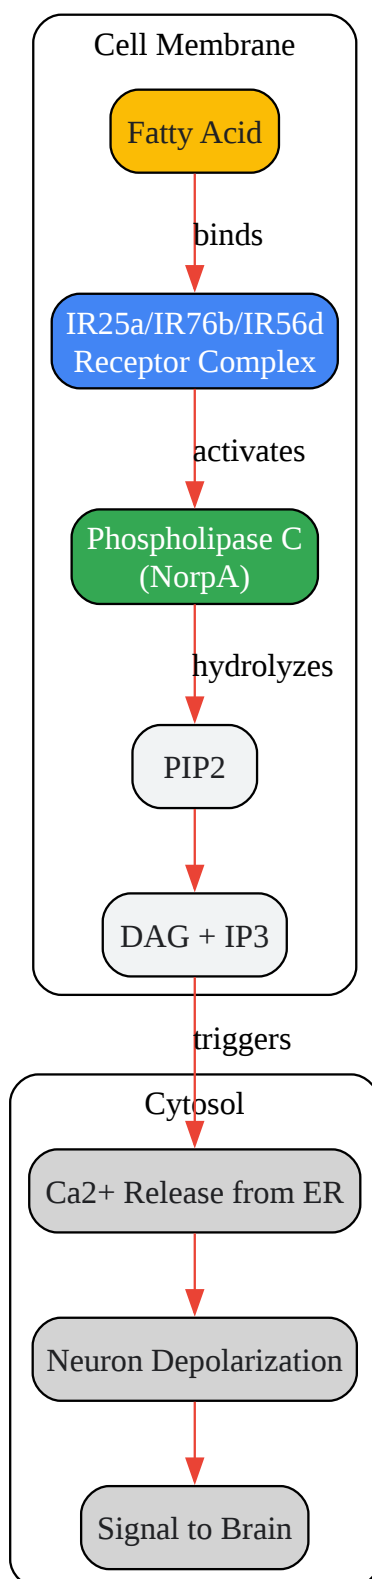 Cell Membrane
Fatty Acid
binds
IR25a/IR76b/IR56d
Receptor Complex
activates
Phospholipase C
(NorpA)
hydrolyzes
PIP2
DAG + IP3
triggers
Cytosol
Ca2+ Release from ER
Neuron Depolarization
Signal to Brain